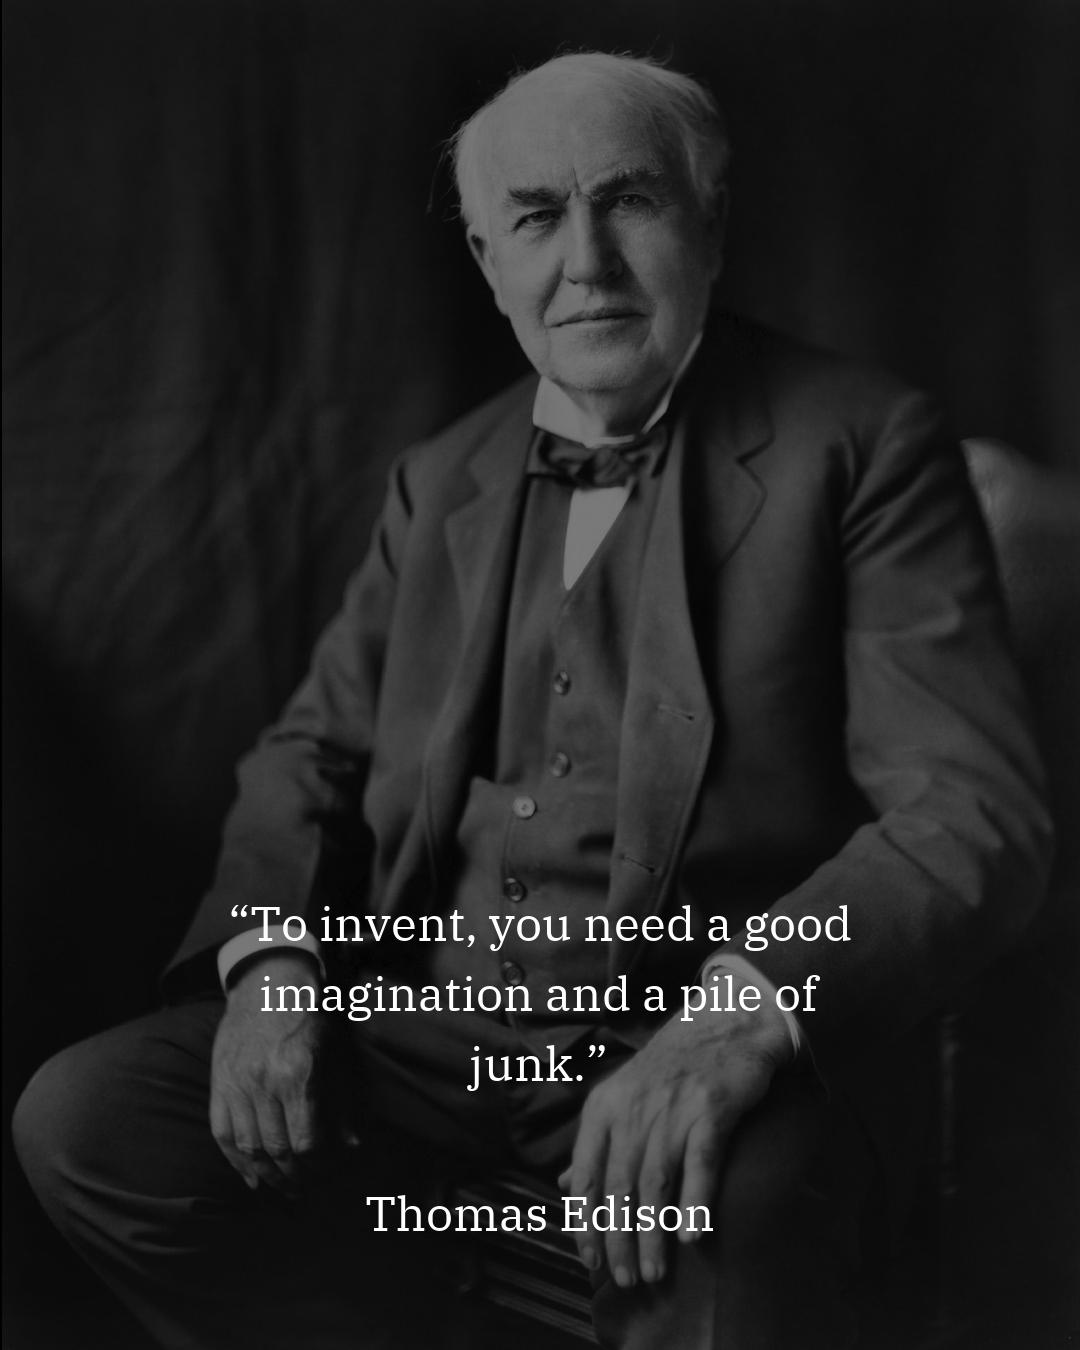 “To invent, you need a good
imagination and a pile of
junk.”
Thomas Edison